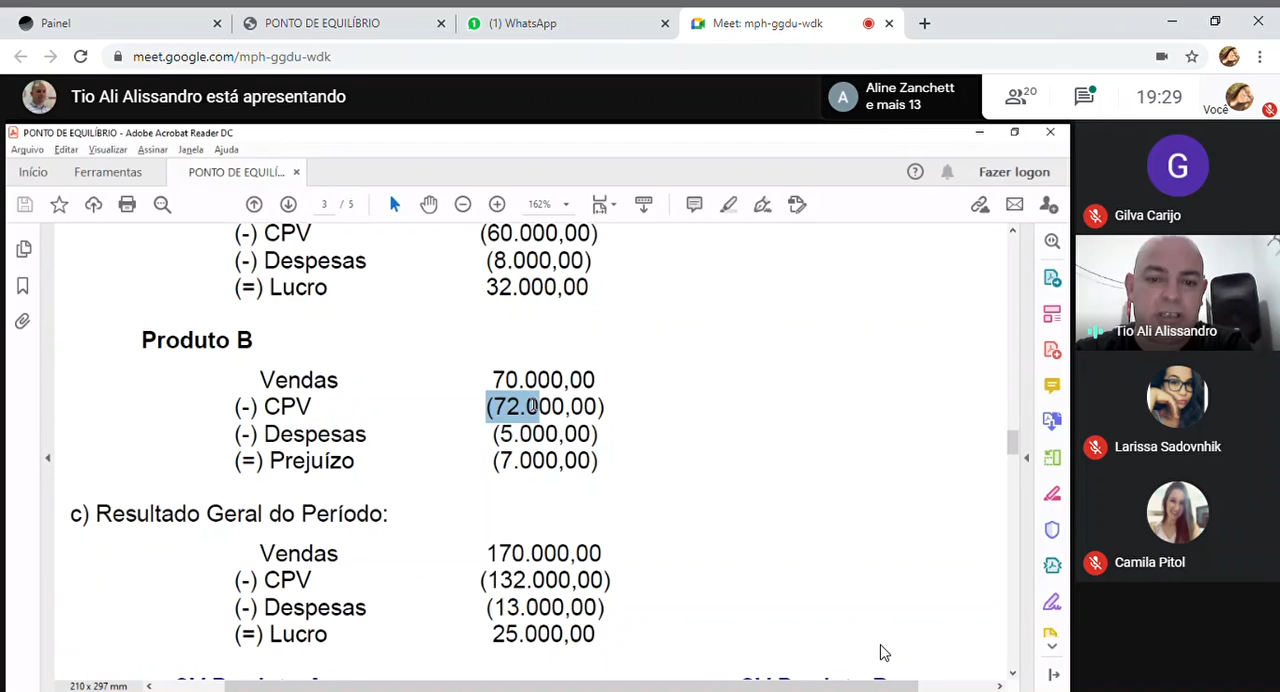 Painel
PONTO DE EQUILÍBRIO
(1) WhatsApp
Meet: mph-ggdu-wdk
meet.google.com/mph-ggdu-wdk
Tio Ali Alissandro está apresentando
A
Aline Zanchett
e mais 13
20
19:29
Você
PONTO DE EQUILÍBRIO - Adobe Acrobat Reader DC
Arquivo Editar Visualizar Assinar Janela Ajuda
Início Ferramentas PONTO DE EQUILÍ... Fazer logon
3 / 5 162%
(-) CPV (60.000,00)
(-) Despesas (8.000,00)
(=) Lucro 32.000,00
Produto B
Vendas 70.000,00
(-) CPV (72.000,00)
(-) Despesas (5.000,00)
(=) Prejuízo (7.000,00)
c) Resultado Geral do Período:
Vendas 170.000,00
(-) CPV (132.000,00)
(-) Despesas (13.000,00)
(=) Lucro 25.000,00
210 x 297 mm
G
Gilva Carijo
Tio Ali Alissandro
Larissa Sadovnhik
Camila Pitol